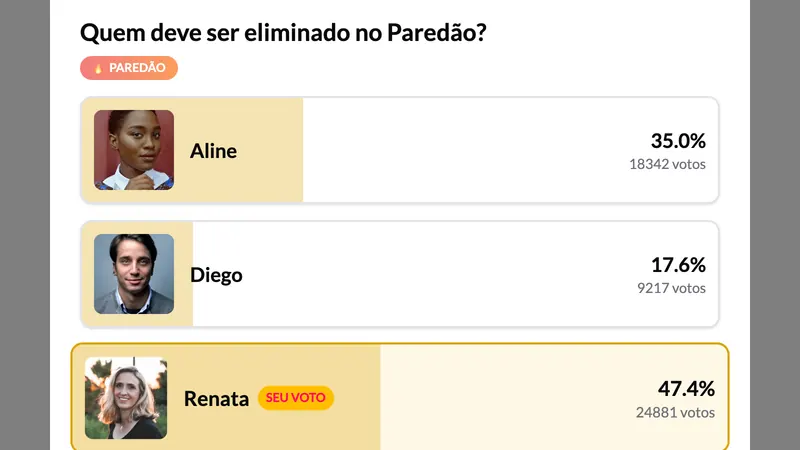 Quem deve ser eliminado no Paredão?
🔥 PAREDÃO
Aline
35.0%
18342 votos
Diego
17.6%
9217 votos
Renata SEU VOTO
47.4%
24881 votos